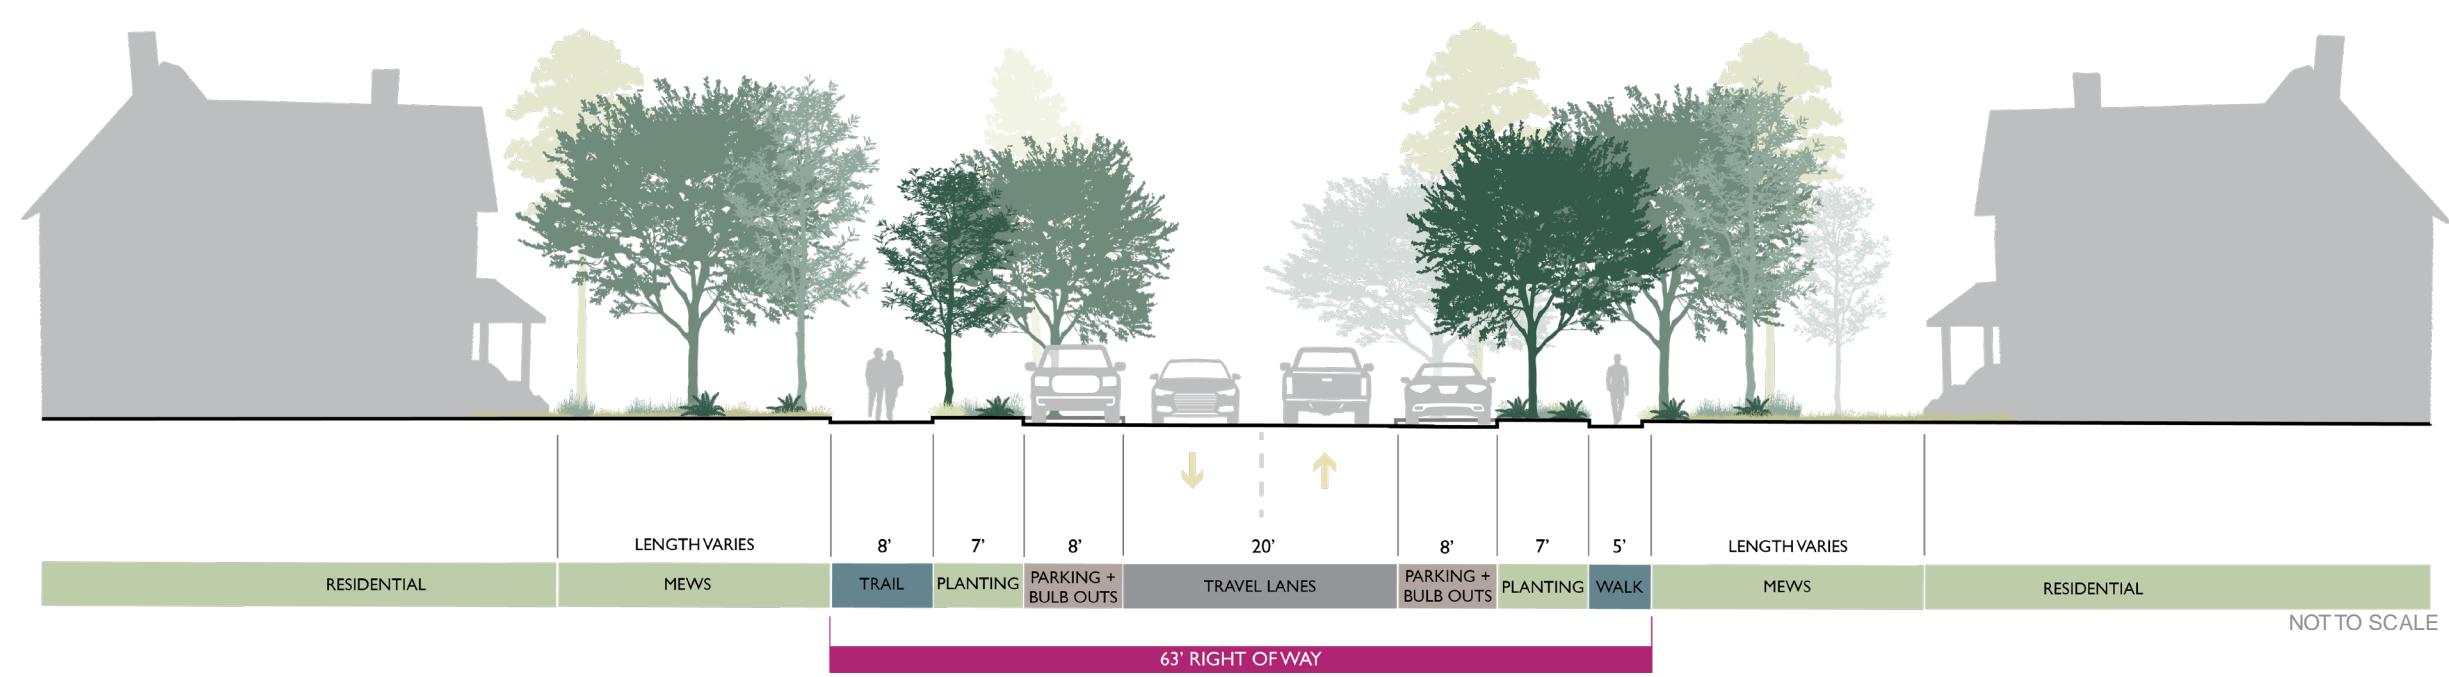 LENGTH VARIES
8’
7’
8’
20’
8’
7’
5’
LENGTH VARIES
RESIDENTIAL
MEWS
TRAIL
PLANTING
PARKING +
BULB OUTS
TRAVEL LANES
PARKING +
BULB OUTS
PLANTING
WALK
MEWS
RESIDENTIAL
NOT TO SCALE
63’ RIGHT OF WAY